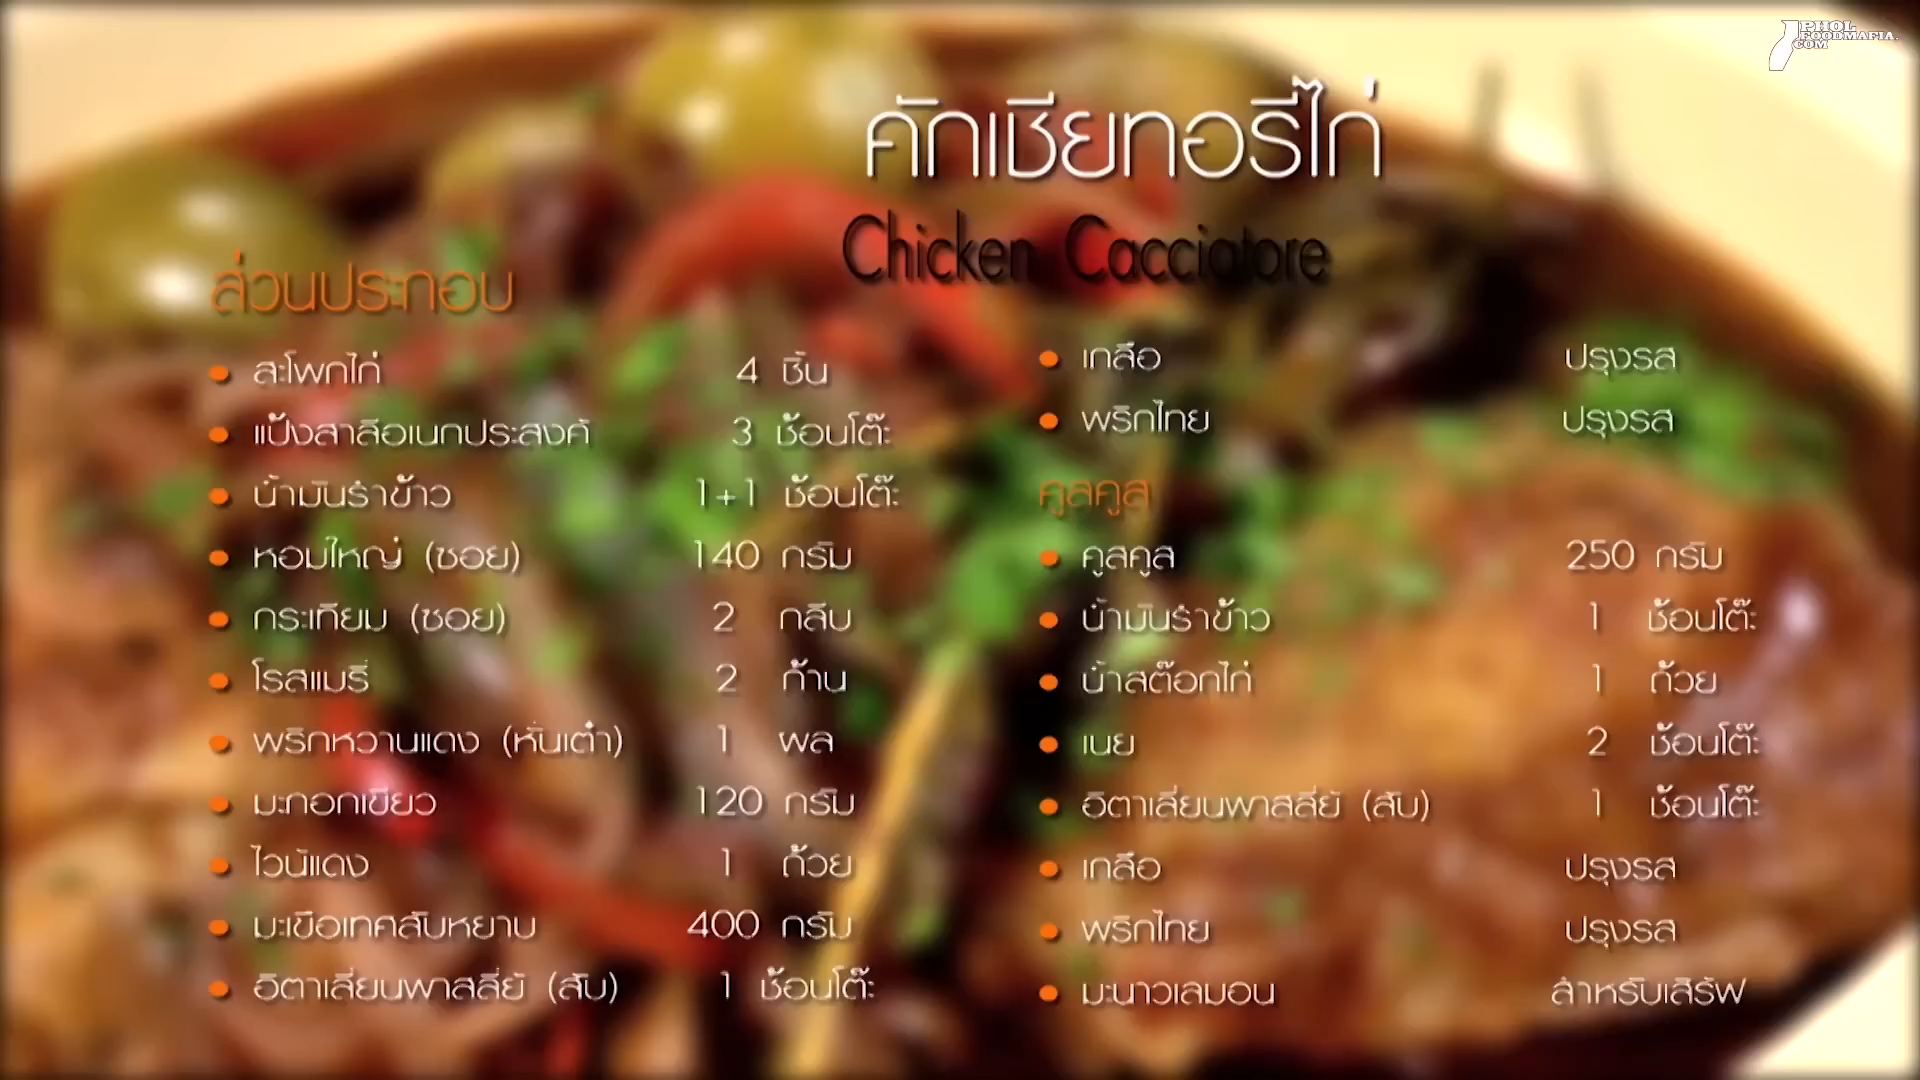 PHOL
FOODMAFIA.
COM
คัทเชียทอรี่ไก่
Chicken Cacciatore
ส่วนประกอบ
สะโพกไก่ 4 ชิ้น
แป้งสาลีอเนกประสงค์ 3 ช้อนโต๊ะ
น้ำมันรำข้าว 1+1 ช้อนโต๊ะ
หอมใหญ่ (ซอย) 140 กรัม
กระเทียม (ซอย) 2 กลีบ
โรสแมรี่ 2 ก้าน
พริกหวานแดง (หั่นเต๋า) 1 ผล
มะกอกเขียว 120 กรัม
ไวน์แดง 1 ถ้วย
มะเขือเทศสับหยาบ 400 กรัม
อิตาเลี่ยนพาสลี่ย์ (สับ) 1 ช้อนโต๊ะ
เกลือ ปรุงรส
พริกไทย ปรุงรส
คูสคูส
คูสคูส 250 กรัม
น้ำมันรำข้าว 1 ช้อนโต๊ะ
น้ำสต๊อกไก่ 1 ถ้วย
เนย 2 ช้อนโต๊ะ
อิตาเลี่ยนพาสลี่ย์ (สับ) 1 ช้อนโต๊ะ
เกลือ ปรุงรส
พริกไทย ปรุงรส
มะนาวเลมอน สำหรับเสิร์ฟ